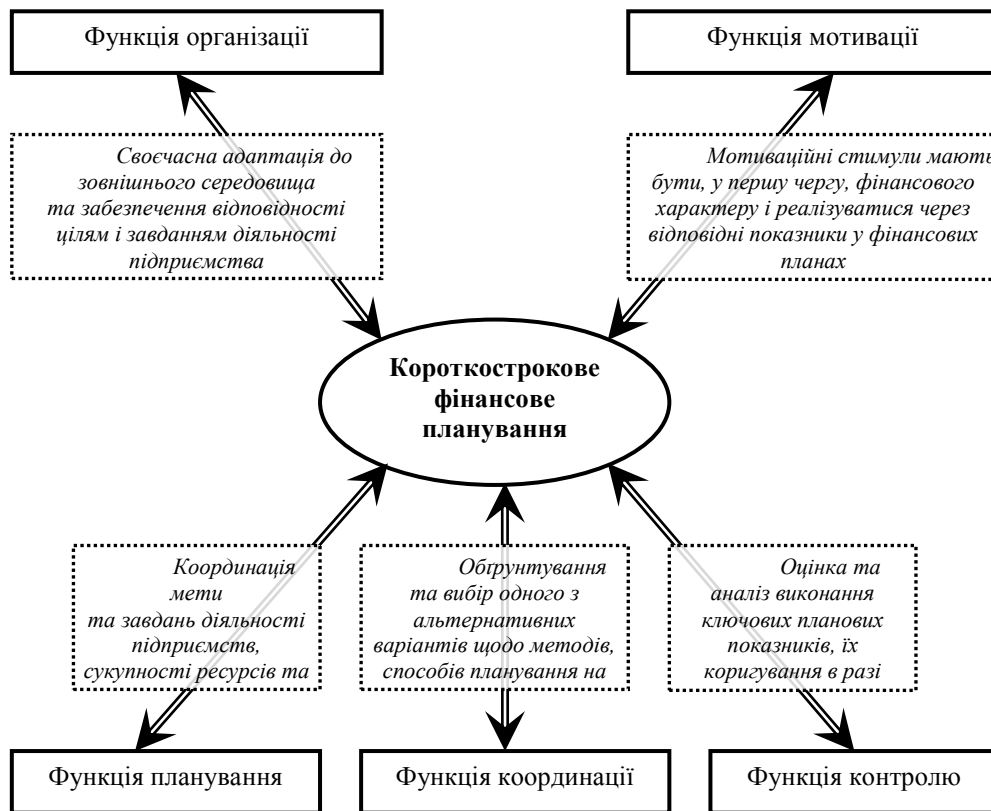 Функція організації
Функція мотивації
Своєчасна адаптація до
зовнішнього середовища
та забезпечення відповідності
цілям і завданням діяльності
підприємства
Мотиваційні стимули мають
бути, у першу чергу, фінансового
характеру і реалізуватися через
відповідні показники у фінансових
планах
Короткострокове
фінансове
планування
Координація
мети
та завдань діяльності
підприємств,
сукупності ресурсів та
Обґрунтування
та вибір одного з
альтернативних
варіантів щодо методів,
способів планування на
Оцінка та
аналіз виконання
ключових планових
показників, їх
коригування в разі
Функція планування
Функція координації
Функція контролю